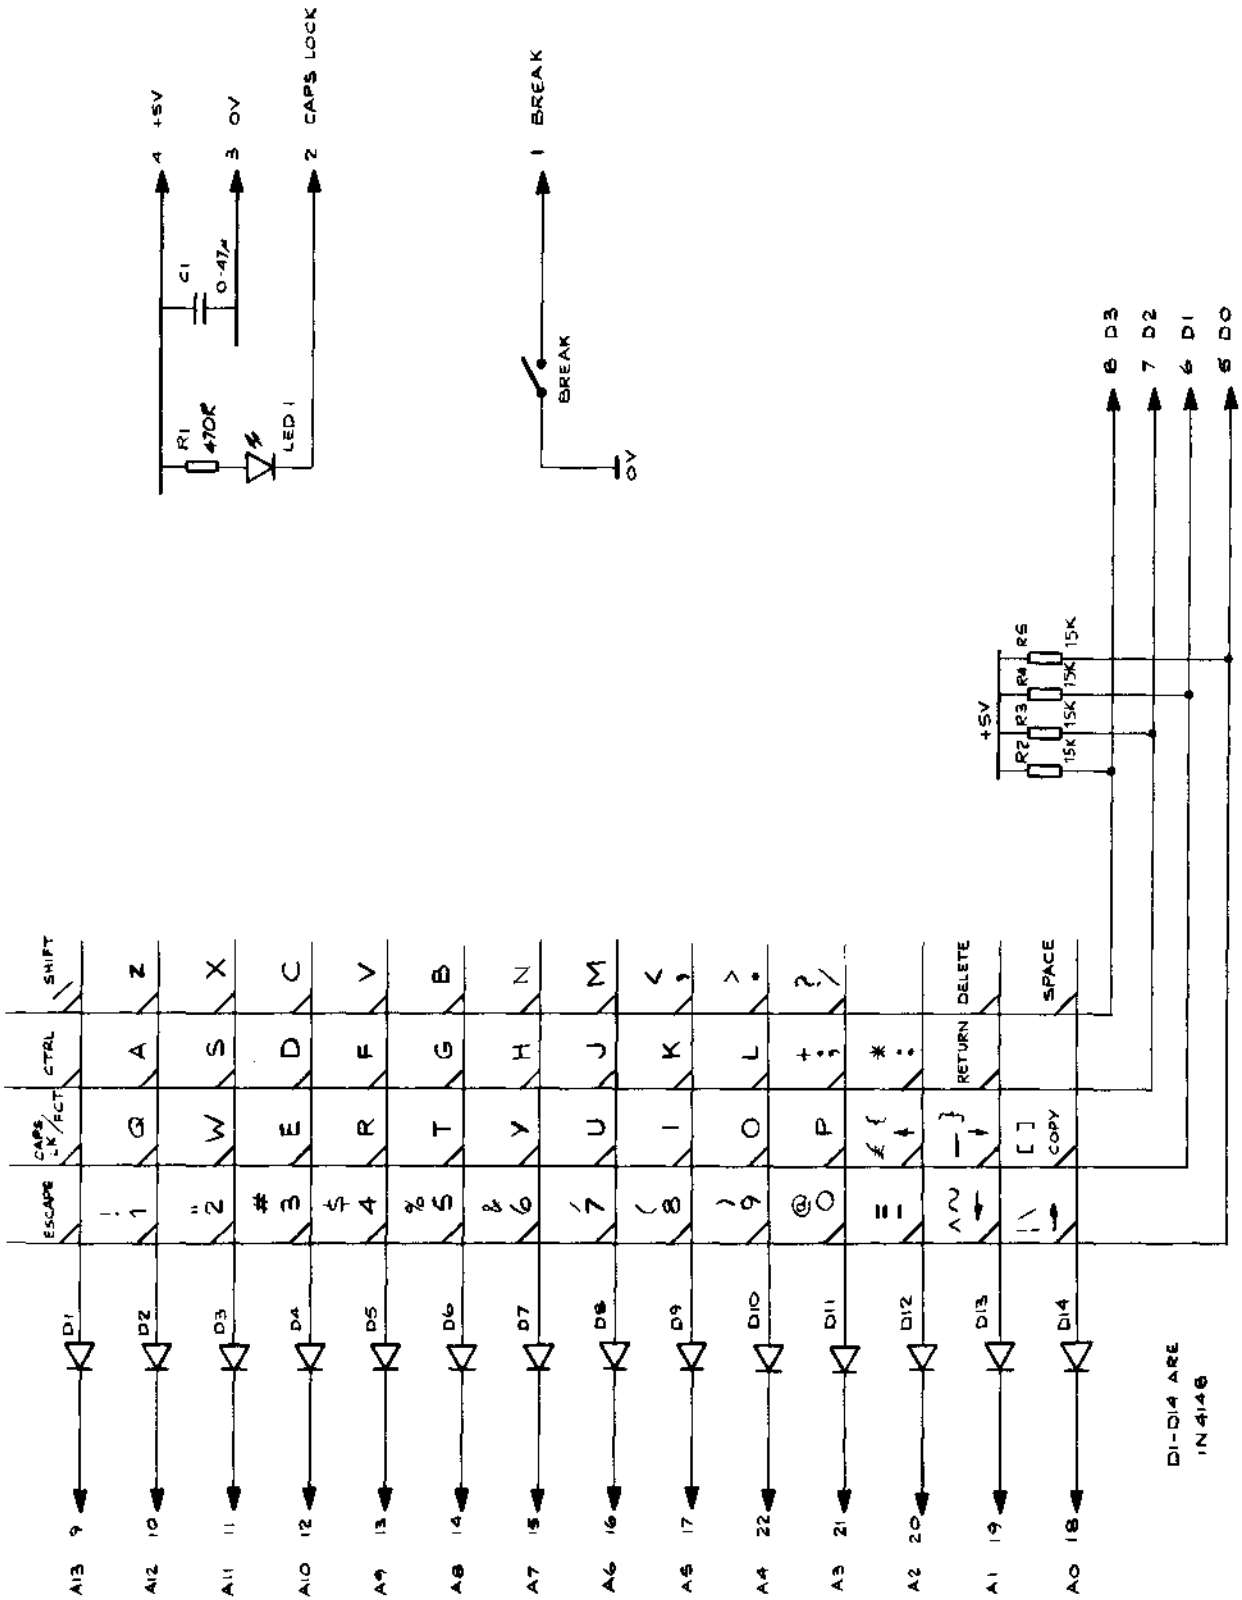 A13 9 D1 ESCAPE CAPS LK/FCT CTRL SHIFT
A12 10 D2 ! 1 Q A Z
A11 11 D3 " 2 W S X
A10 12 D4 # 3 E D C
A9 13 D5 $ 4 R F V
A8 14 D6 % 5 T G B
A7 15 D7 & 6 Y H N
A6 16 D8 ' 7 U J M
A5 17 D9 ( 8 I K < ,
A4 22 D10 ) 9 O L > .
A3 21 D11 @ 0 P + ; ? /
A2 20 D12 = - £ { ↑ * :
A1 19 D13 ^ ~ ← _ } ↓ RETURN DELETE
A0 18 D14 | \ → [ ] COPY SPACE
D1-D14 ARE
1N4148
4 +5V
C1
0·47µ
3 0V
R1
470R
LED1
2 CAPS LOCK
1 BREAK
BREAK
0V
+5V
R2 R3 R4 R5
15K 15K 15K 15K
8 D3
7 D2
6 D1
5 D0